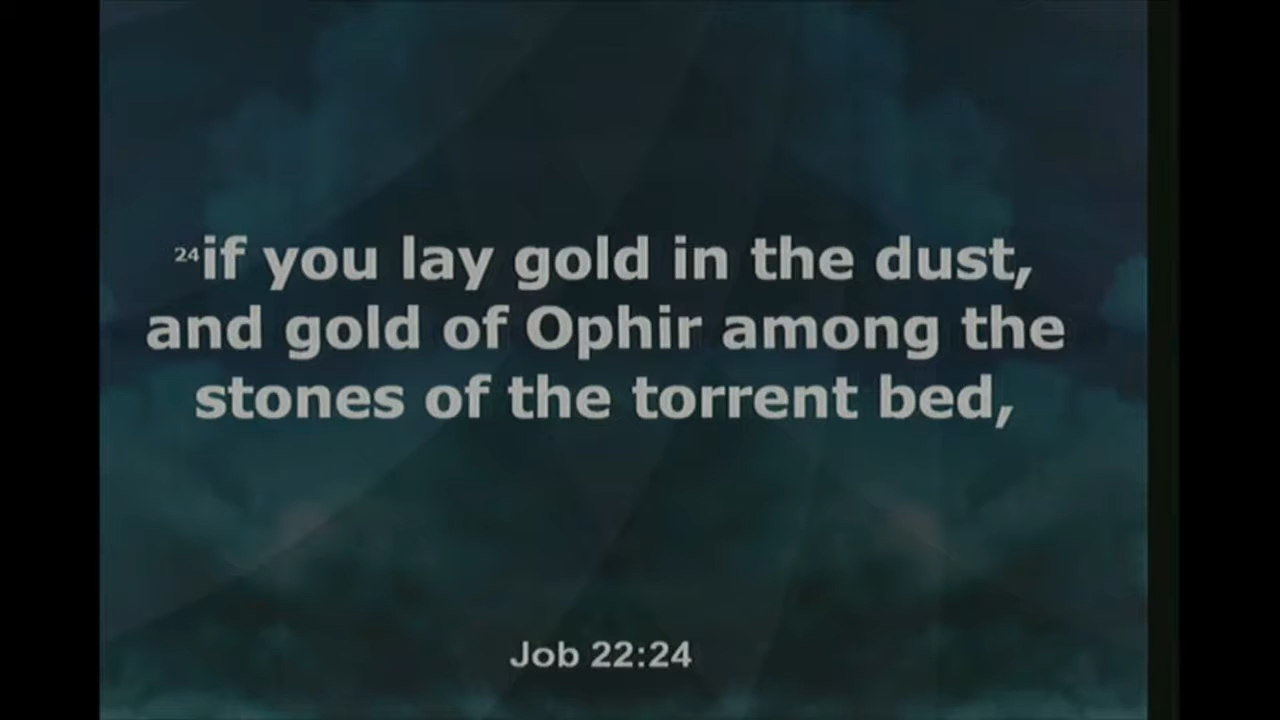 24if you lay gold in the dust,
and gold of Ophir among the
stones of the torrent bed,
Job 22:24